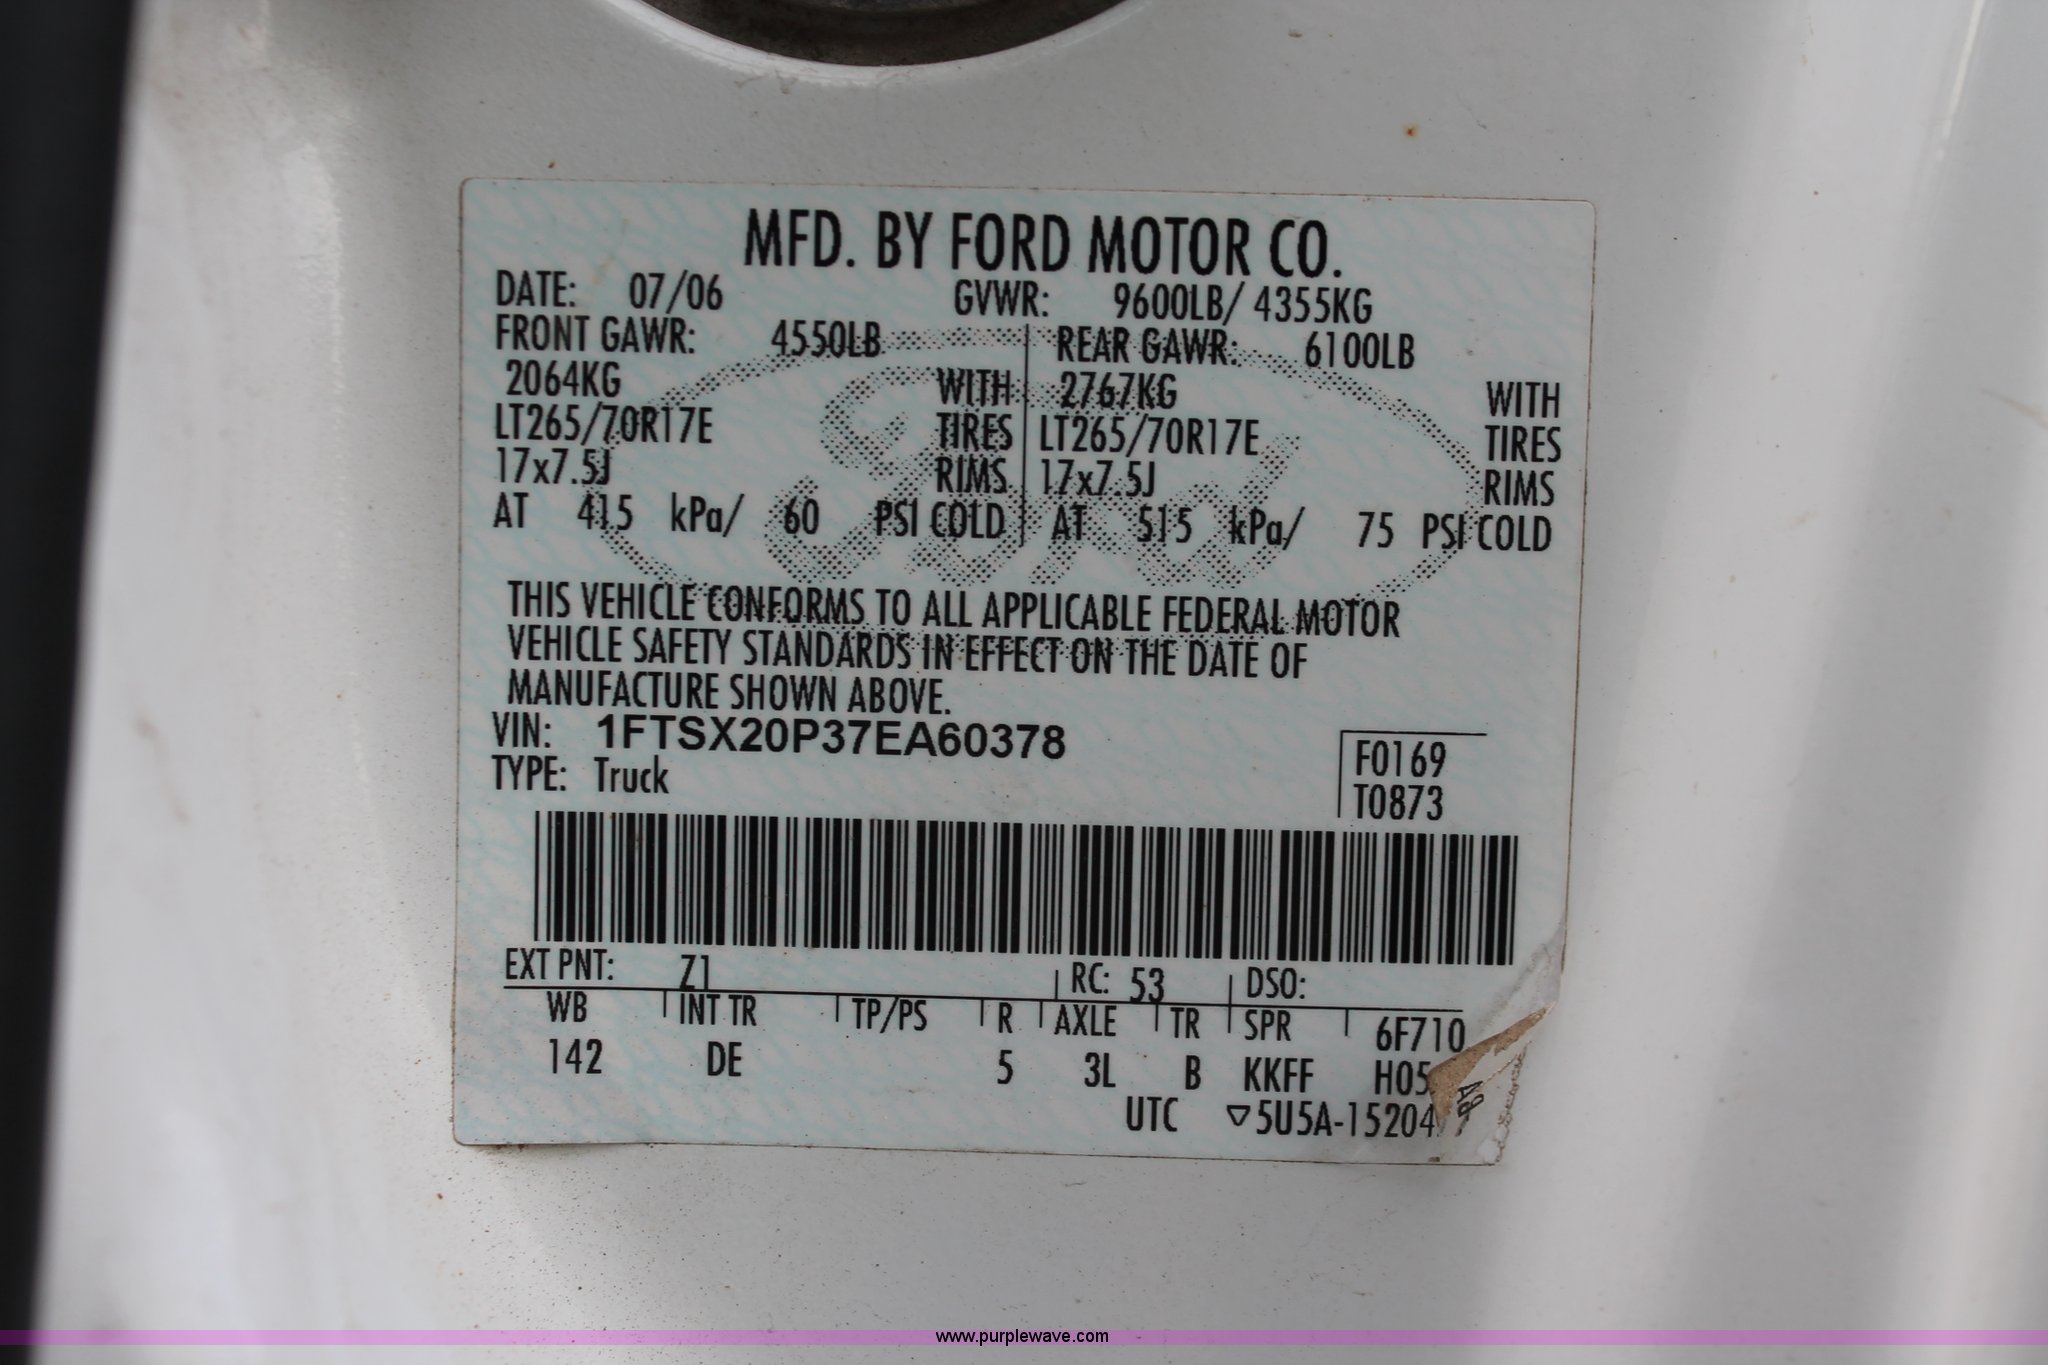 MFD. BY FORD MOTOR CO.
DATE: 07/06 GVWR: 9600LB/ 4355KG
FRONT GAWR: 4550LB REAR GAWR: 6100LB
2064KG WITH 2767KG WITH
LT265/70R17E TIRES LT265/70R17E TIRES
17x7.5J RIMS 17x7.5J RIMS
AT 415 kPa/ 60 PSI COLD AT 515 kPa/ 75 PSI COLD
Ford
THIS VEHICLE CONFORMS TO ALL APPLICABLE FEDERAL MOTOR
VEHICLE SAFETY STANDARDS IN EFFECT ON THE DATE OF
MANUFACTURE SHOWN ABOVE.
VIN: 1FTSX20P37EA60378
TYPE: Truck
F0169
T0873
EXT PNT: Z1 RC: 53 DSO:
WB INT TR TP/PS R AXLE TR SPR 6F710
142 DE 5 3L B KKFF H05
UTC ▽5U5A-15204
www.purplewave.com